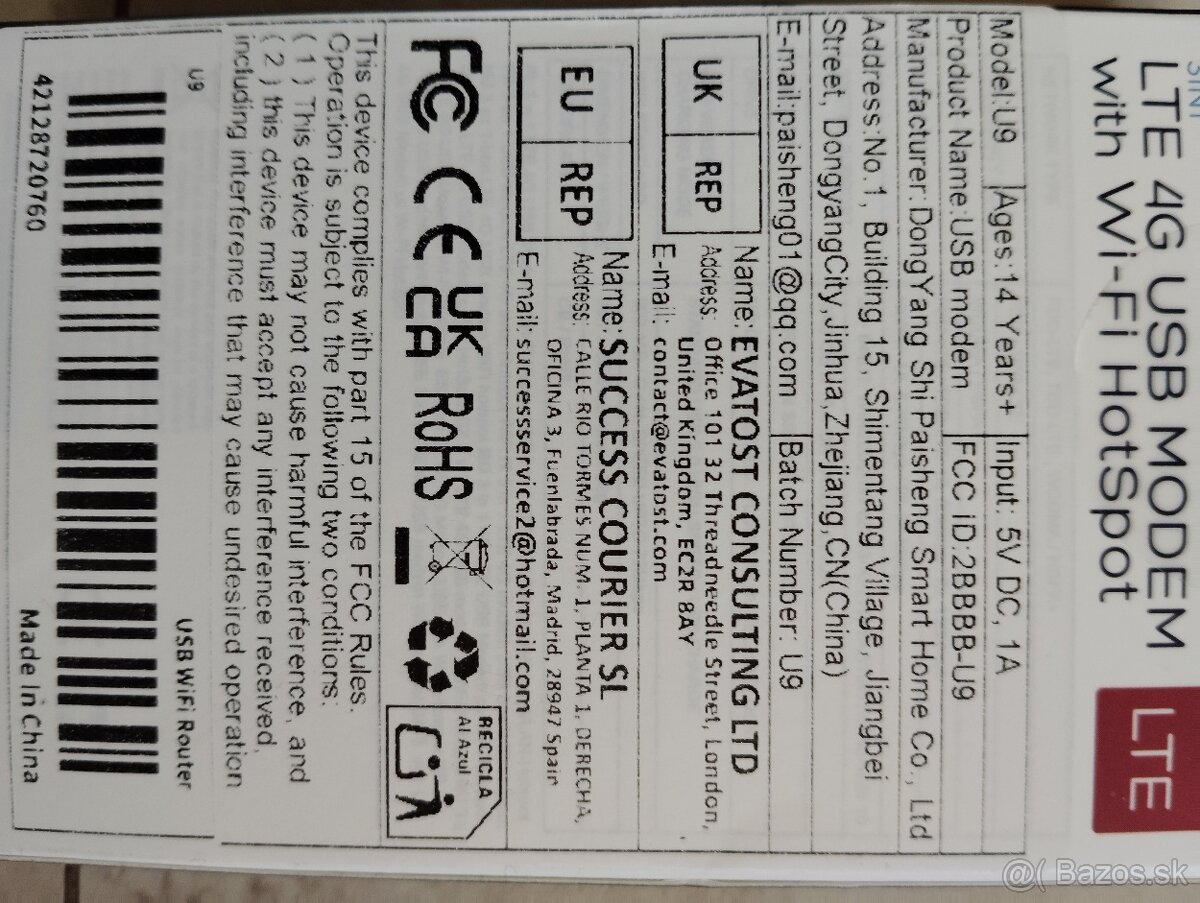 3IN1
LTE 4G USB MODEM
with Wi-Fi HotSpot
LTE
Model:U9
Ages:14 Years+
Input: 5V DC, 1A
Product Name:USB modem
FCC iD:2BBBB-U9
Manufacturer:DongYang Shi Paisheng Smart Home Co., Ltd
Address:No.1, Building 15, Shimentang Village, Jiangbei
Street, DongyangCity,Jinhua,Zhejiang,CN(China)
E-mail:paisheng01@qq.com
Batch Number: U9
UK REP
Name: EVATOST CONSULTING LTD
Address: Office 101 32 Threadneedle Street, London,
United Kingdom, EC2R 8AY
E-mail: contact@evatost.com
EU REP
Name: SUCCESS COURIER SL
Address: CALLE RIO TORMES NUM. 1, PLANTA 1, DERECHA,
OFICINA 3, Fuenlabrada, Madrid, 28947 Spain
E-mail: successservice2@hotmail.com
FC CE UK CA RoHS
RECICLA
Al Azul
This device complies with part 15 of the FCC Rules.
Operation is subject to the following two conditions:
( 1 ) This device may not cause harmful interference, and
( 2 ) this device must accept any interference received,
including interference that may cause undesired operation
U9
USB WiFi Router
42128720760
Made in China
@( Bazos.sk